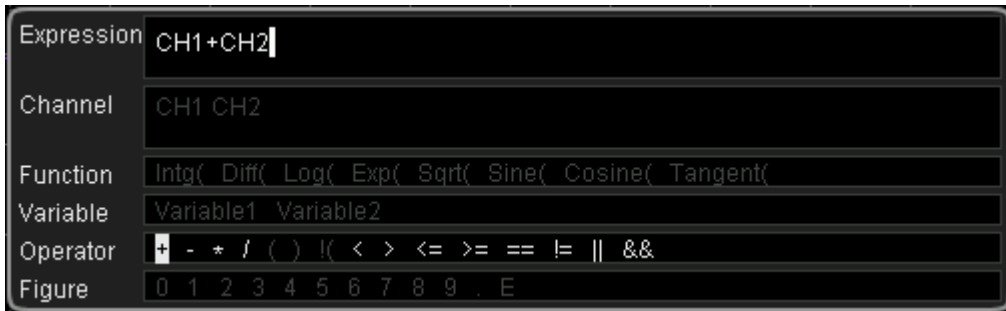 Expression CH1+CH2
Channel CH1 CH2
Function Intg( Diff( Log( Exp( Sqrt( Sine( Cosine( Tangent(
Variable Variable1 Variable2
Operator + - * / ( ) !( < > <= >= == != || &&
Figure 0 1 2 3 4 5 6 7 8 9 . E